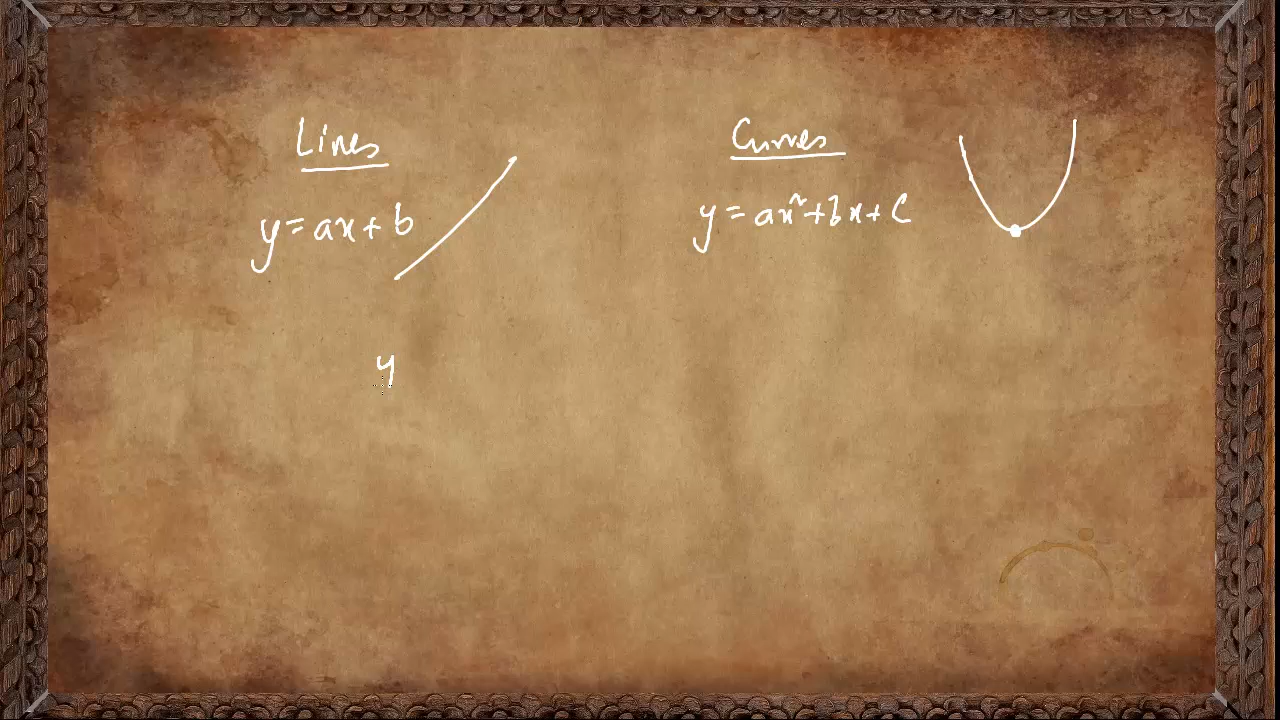 Lines
y = ax + b
Curves
y = ax² + bx + c
y